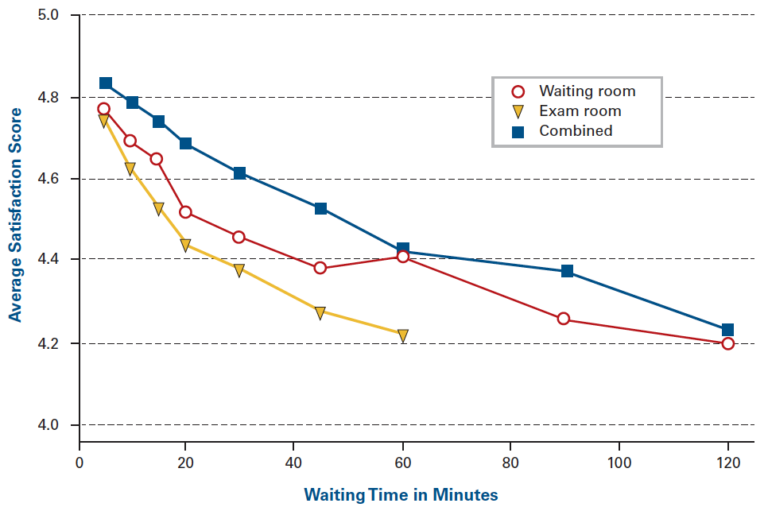 5.0
4.8
4.6
4.4
4.2
4.0
Average Satisfaction Score
Waiting room
Exam room
Combined
0 20 40 60 80 100 120
Waiting Time in Minutes